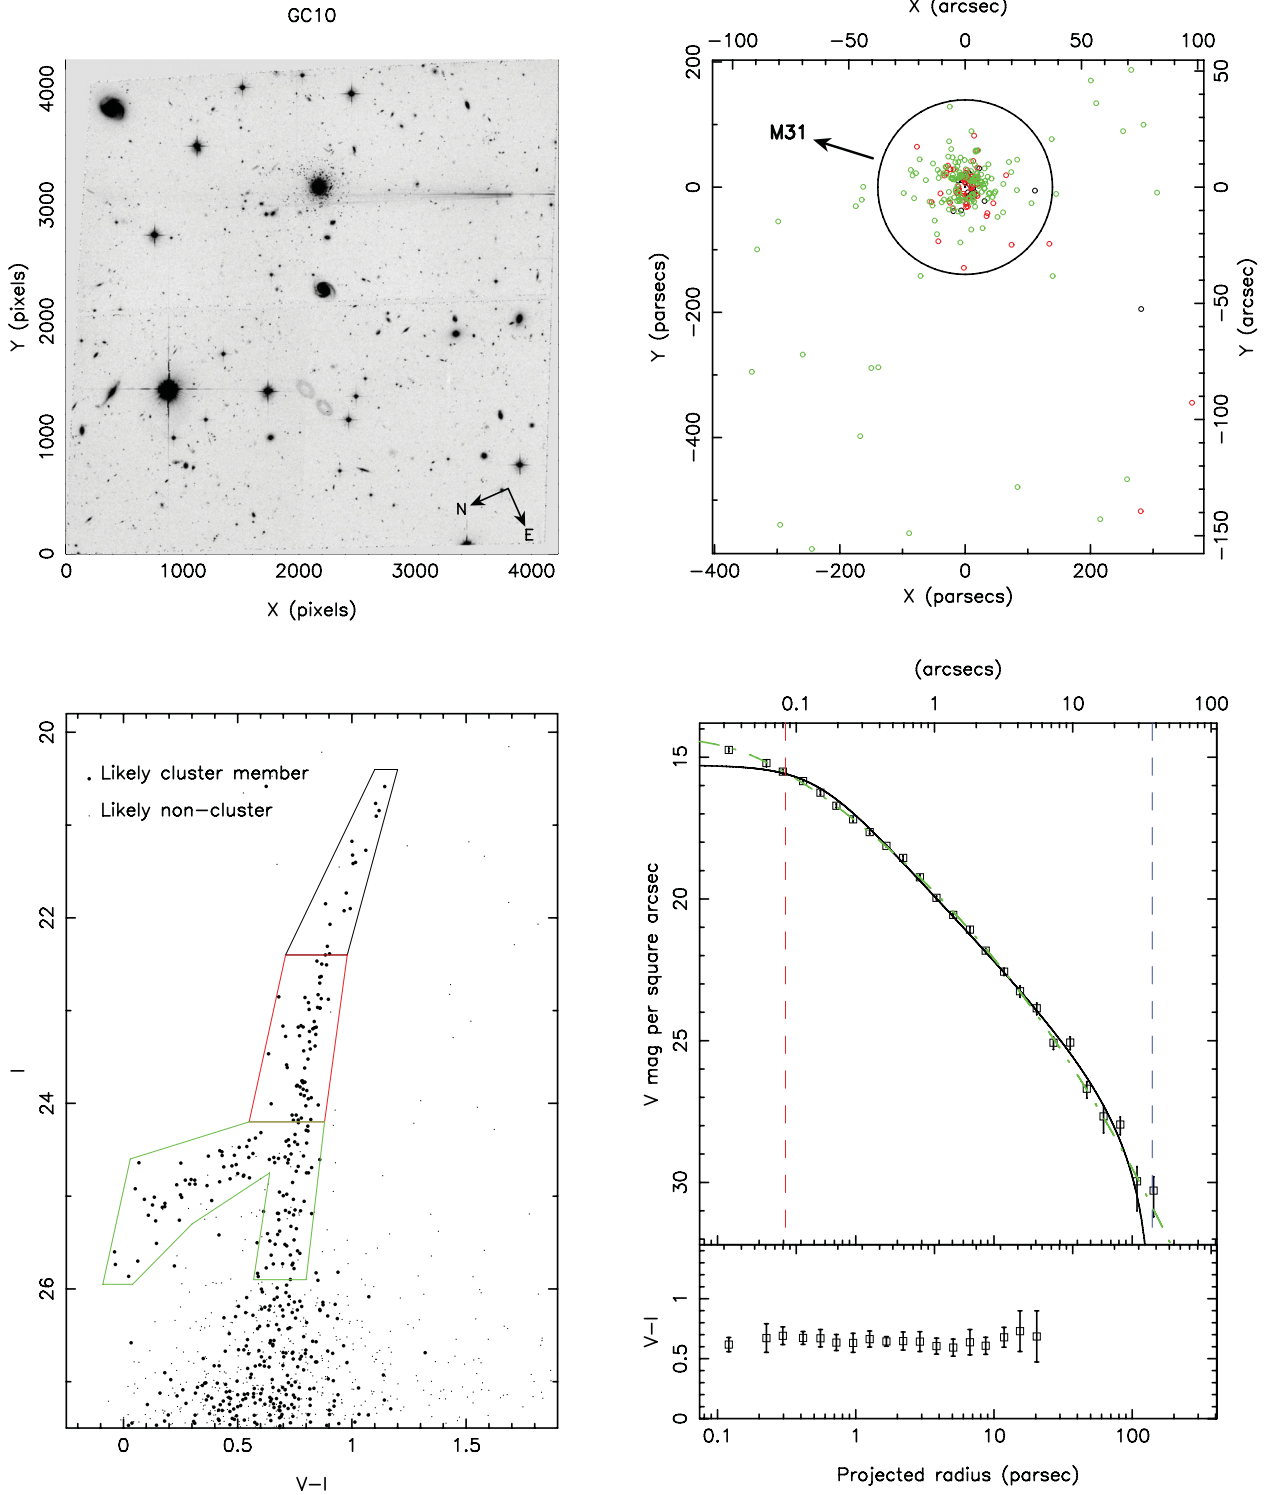 GC10
4000
3000
2000
1000
0
Y (pixels)
0 1000 2000 3000 4000
X (pixels)
N
E
X (arcsec)
−100 −50 0 50 100
200
0
−200
−400
Y (parsecs)
M31
50
0
−50
−100
−150
Y (arcsec)
−400 −200 0 200
X (parsecs)
20
22
24
26
I
Likely cluster member
Likely non−cluster
0 0.5 1 1.5
V−I
(arcsecs)
0.1 1 10 100
15
20
25
30
V mag per square arcsec
1
0.5
0
V−I
0.1 1 10 100
Projected radius (parsec)